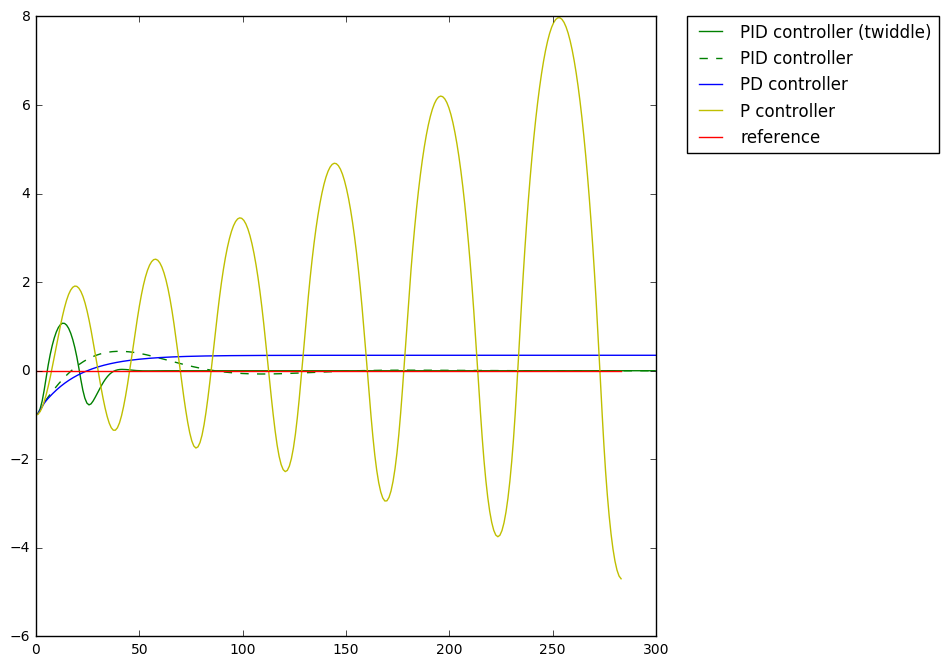 8
6
4
2
0
−2
−4
−6
0 50 100 150 200 250 300
PID controller (twiddle)
PID controller
PD controller
P controller
reference